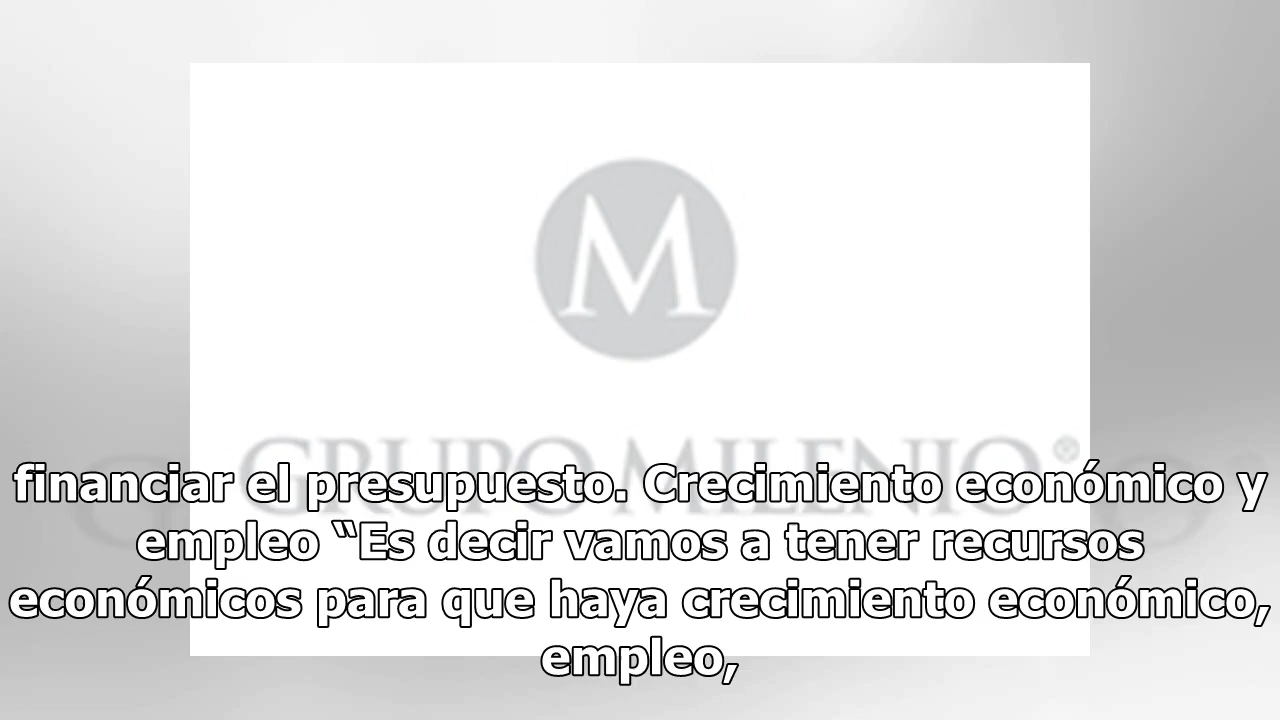 M
GRUPO MILENIO®
financiar el presupuesto. Crecimiento económico y
empleo “Es decir vamos a tener recursos
económicos para que haya crecimiento económico,
empleo,